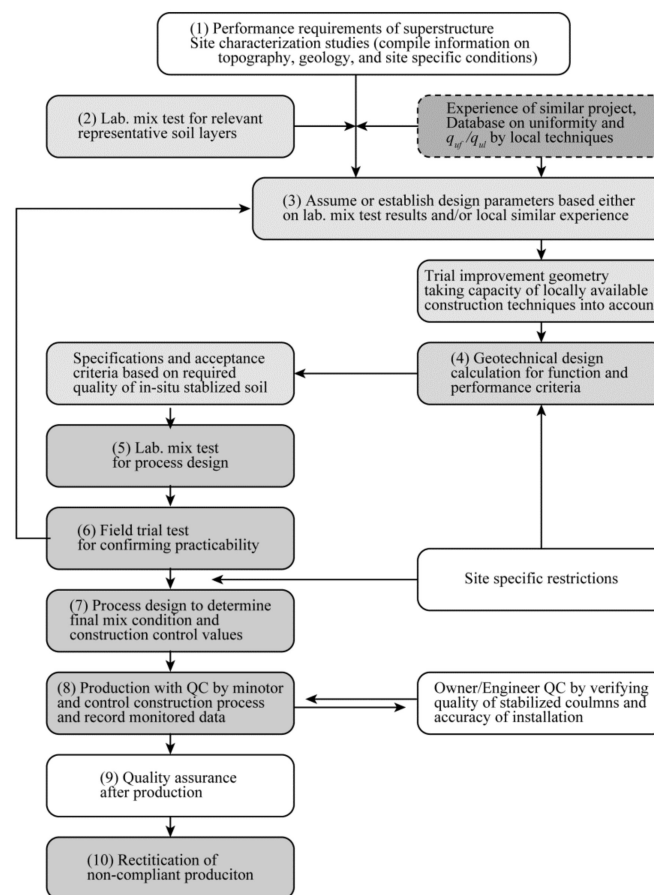 (1) Performance requirements of superstructure
Site characterization studies (compile information on
topography, geology, and site specific conditions)
(2) Lab. mix test for relevant
representative soil layers
Experience of similar project,
Database on uniformity and
q_uf /q_ul by local techniques
(3) Assume or establish design parameters based either
on lab. mix test results and/or local similar experience
Trial improvement geometry
taking capacity of locally available
construction techniques into accoun
Specifications and acceptance
criteria based on required
quality of in-situ stablized soil
(4) Geotechnical design
calculation for function and
performance criteria
(5) Lab. mix test
for process design
(6) Field trial test
for confirming practicability
Site specific restrictions
(7) Process design to determine
final mix condition and
construction control values
(8) Production with QC by minotor
and control construction process
and record monitored data
Owner/Engineer QC by verifying
quality of stabilized coulmns and
accuracy of installation
(9) Quality assurance
after production
(10) Rectitication of
non-compliant produciton